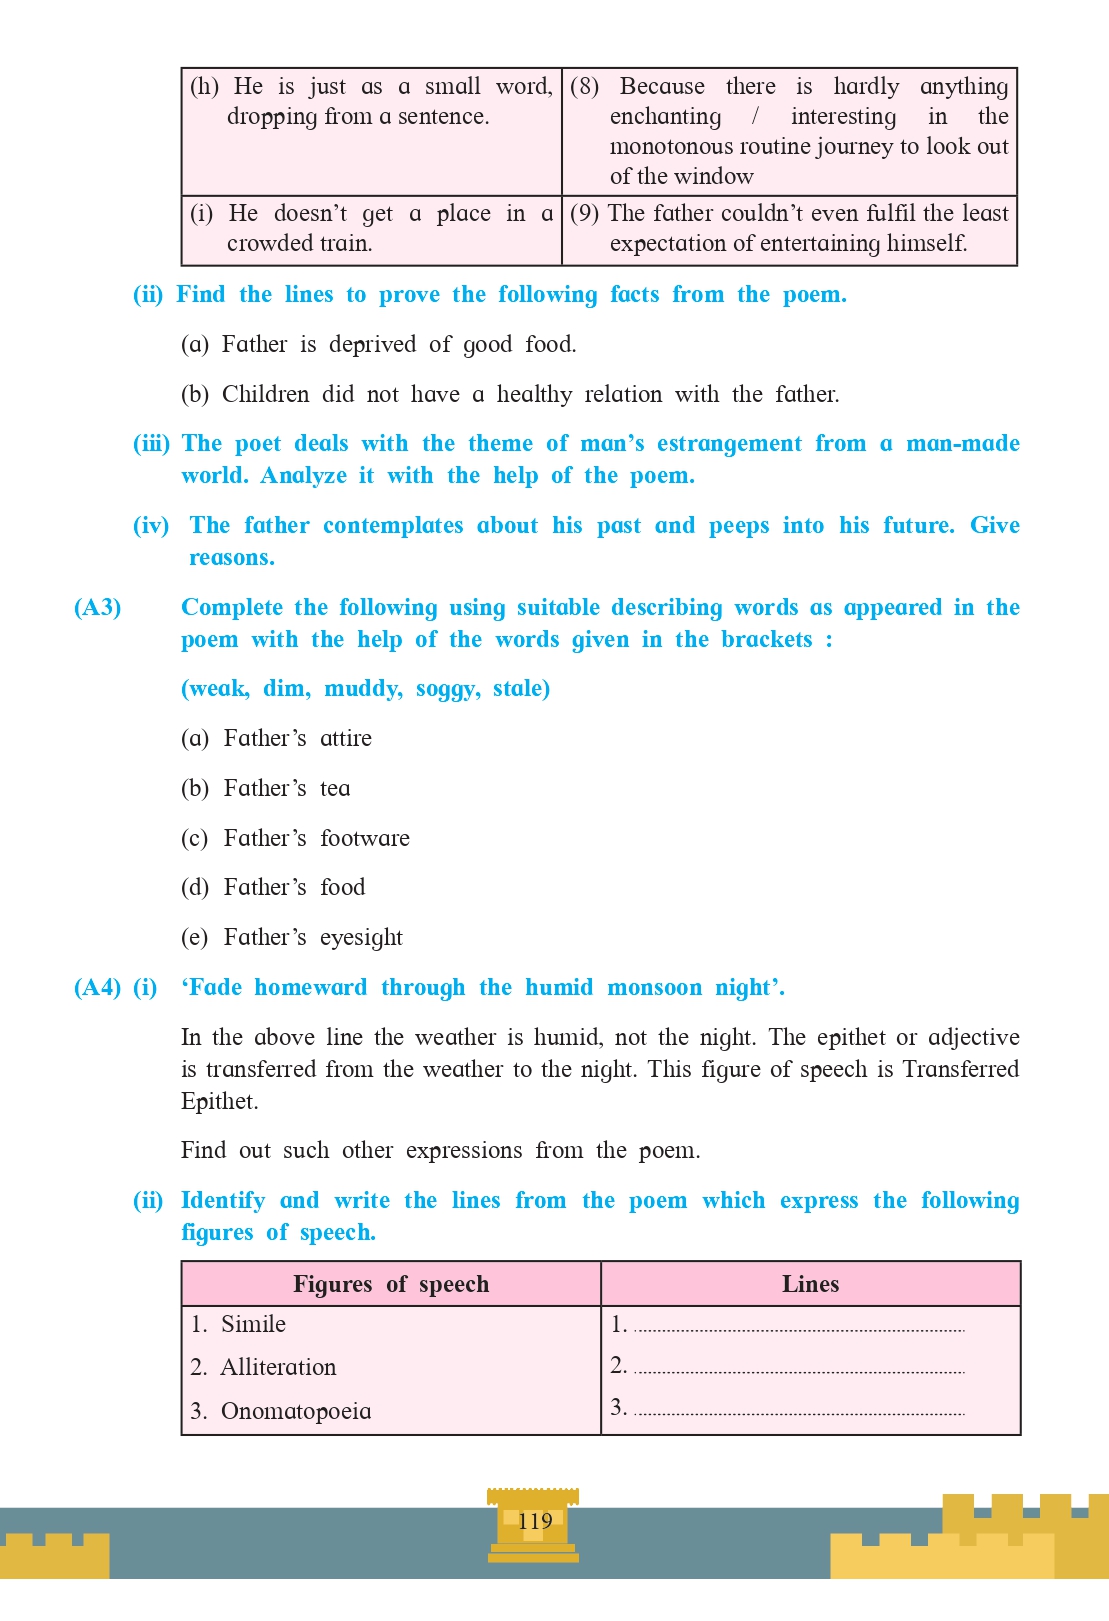 (h) He is just as a small word,
dropping from a sentence.
(8) Because there is hardly anything
enchanting / interesting in the
monotonous routine journey to look out
of the window
(i) He doesn’t get a place in a
crowded train.
(9) The father couldn’t even fulfil the least
expectation of entertaining himself.
(ii) Find the lines to prove the following facts from the poem.
(a) Father is deprived of good food.
(b) Children did not have a healthy relation with the father.
(iii) The poet deals with the theme of man’s estrangement from a man-made
world. Analyze it with the help of the poem.
(iv) The father contemplates about his past and peeps into his future. Give
reasons.
(A3) Complete the following using suitable describing words as appeared in the
poem with the help of the words given in the brackets :
(weak, dim, muddy, soggy, stale)
(a) Father’s attire
(b) Father’s tea
(c) Father’s footware
(d) Father’s food
(e) Father’s eyesight
(A4) (i) ‘Fade homeward through the humid monsoon night’.
In the above line the weather is humid, not the night. The epithet or adjective
is transferred from the weather to the night. This figure of speech is Transferred
Epithet.
Find out such other expressions from the poem.
(ii) Identify and write the lines from the poem which express the following
figures of speech.
Figures of speech
Lines
1. Simile
1. ....................
2. Alliteration
2. ....................
3. Onomatopoeia
3. ....................
119